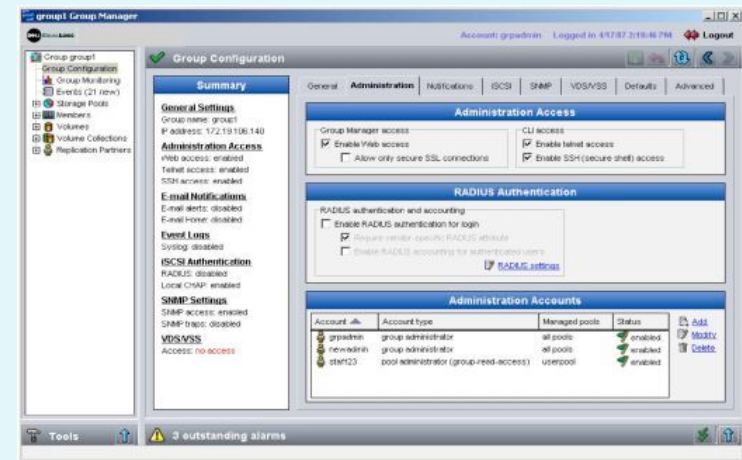 group1 Group Manager
DELL
Account: grpadmin Logged in 4/17/07 2:18:46 PM Logout
Group group1
Group Configuration
Group Monitoring
Events (21 new)
Storage Pools
Members
Volumes
Volume Collections
Replication Partners
Group Configuration
Summary
General Settings
Group name: group1
IP address: 172.19.106.140
Administration Access
Web access: enabled
Telnet access: enabled
SSH access: enabled
E-mail Notifications
E-mail alerts: disabled
E-mail Home: disabled
Event Logs
Syslog: disabled
iSCSI Authentication
RADIUS: disabled
Local CHAP: enabled
SNMP Settings
SNMP access: enabled
SNMP traps: disabled
VDS/VSS
Access: no access
General Administration Notifications iSCSI SNMP VDS/VSS Defaults Advanced
Administration Access
Group Manager access
Enable Web access
Allow only secure SSL connections
CLI access
Enable telnet access
Enable SSH (secure shell) access
RADIUS Authentication
RADIUS authentication and accounting
Enable RADIUS authentication for login
Require vendor-specific RADIUS attribute
Enable RADIUS accounting for authenticated users
RADIUS settings
Administration Accounts
Account Account type Managed pools Status
grpadmin group administrator all pools enabled
newadmin group administrator all pools enabled
staff23 pool administrator (group-read-access) userpool enabled
Add
Modify
Delete
Tools
3 outstanding alarms